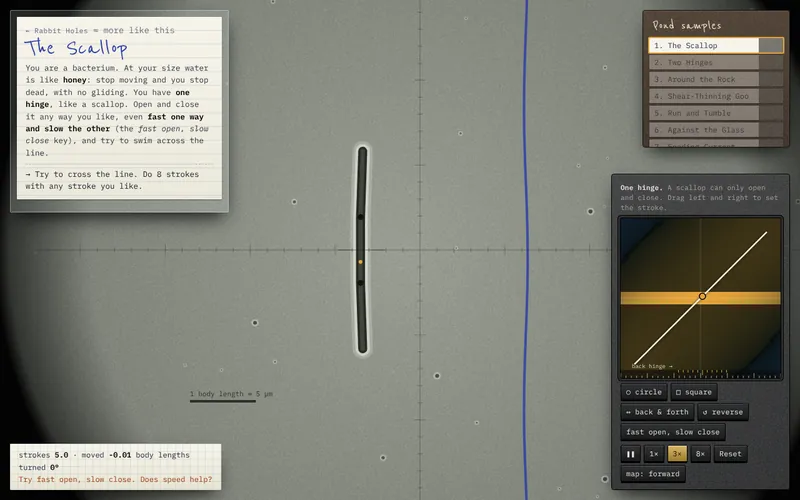 ← Rabbit Holes = more like this
The Scallop
You are a bacterium. At your size water
is like honey: stop moving and you stop
dead, with no gliding. You have one
hinge, like a scallop. Open and close
it any way you like, even fast one way
and slow the other (the fast open, slow
close key), and try to swim across the
line.
→ Try to cross the line. Do 8 strokes
with any stroke you like.
Pond samples
1. The Scallop
2. Two Hinges
3. Around the Rock
4. Shear-Thinning Goo
5. Run and Tumble
6. Against the Glass
One hinge. A scallop can only open
and close. Drag left and right to set
the stroke.
back hinge →
○ circle
□ square
↔ back & forth
↺ reverse
fast open, slow close
1×
3×
8×
Reset
map: forward
1 body length = 5 μm
strokes 5.0 · moved -0.01 body lengths
turned 0°
Try fast open, slow close. Does speed help?